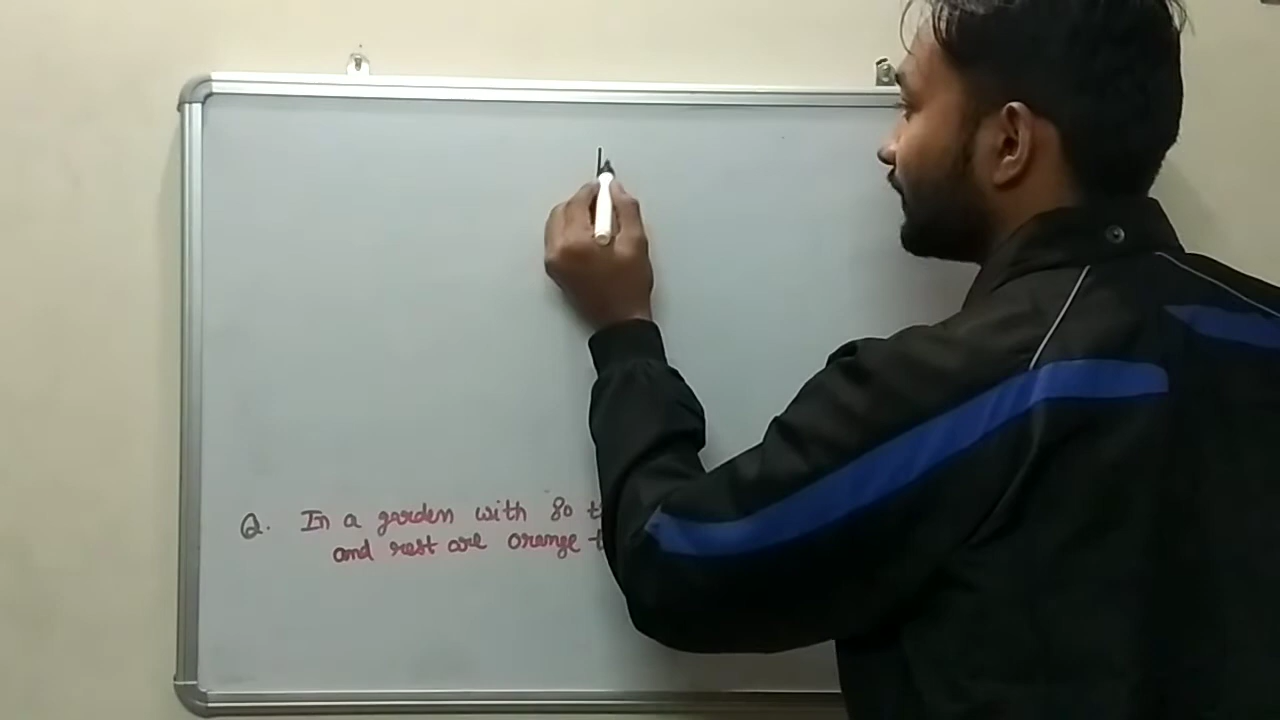 Q. In a garden with 80 t
and rest are orange t